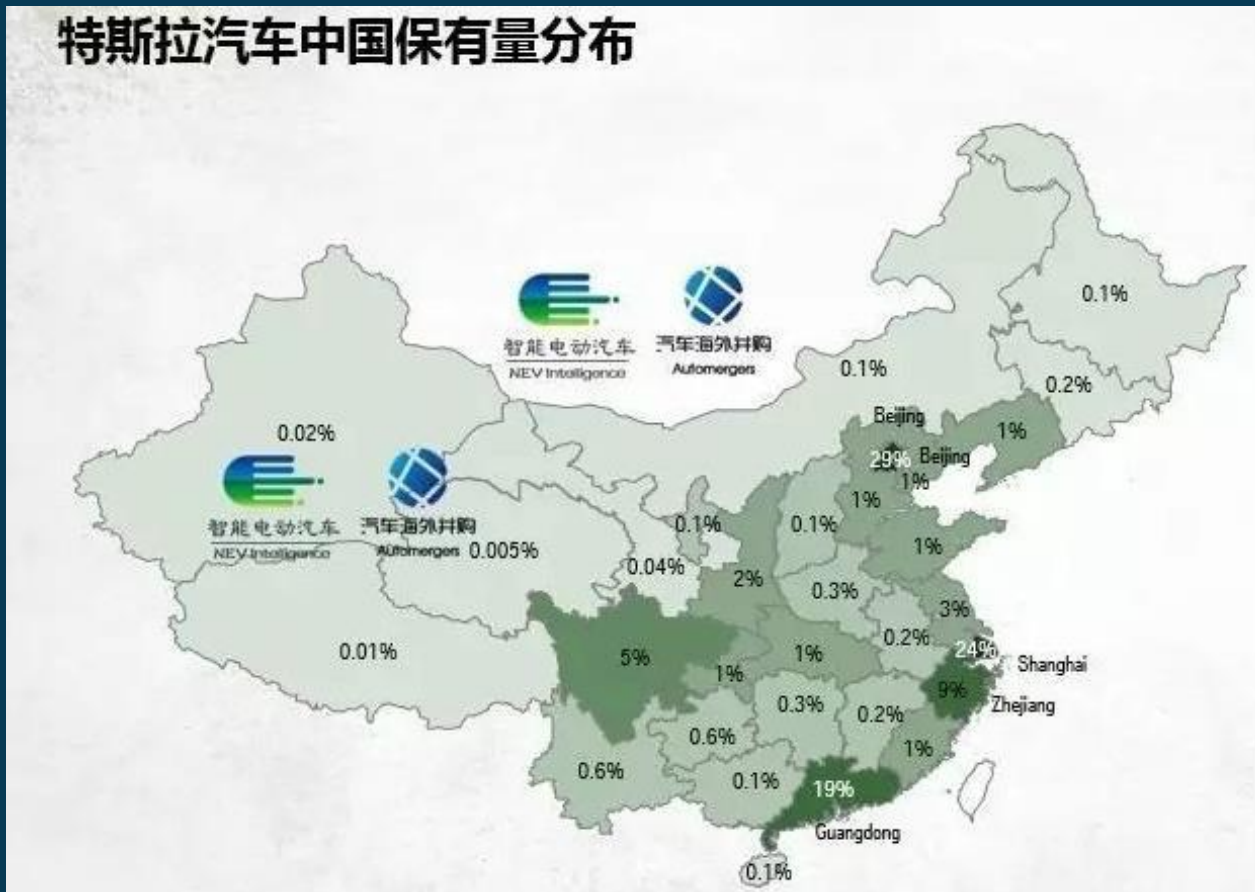 特斯拉汽车中国保有量分布
0.1%
智能电动汽车
NEV Intelligence
汽车海外并购
Automergers
0.1%
0.2%
Beijing
1%
0.02%
29%
Beijing
1%
1%
智能电动汽车
NEV Intelligence
汽车海外并购
Automergers
0.1%
0.1%
0.005%
1%
0.04%
2%
0.3%
3%
0.2%
24%
0.01%
5%
1%
Shanghai
1%
9%
Zhejiang
0.3%
0.2%
0.6%
1%
0.6%
0.1%
19%
Guangdong
0.1%